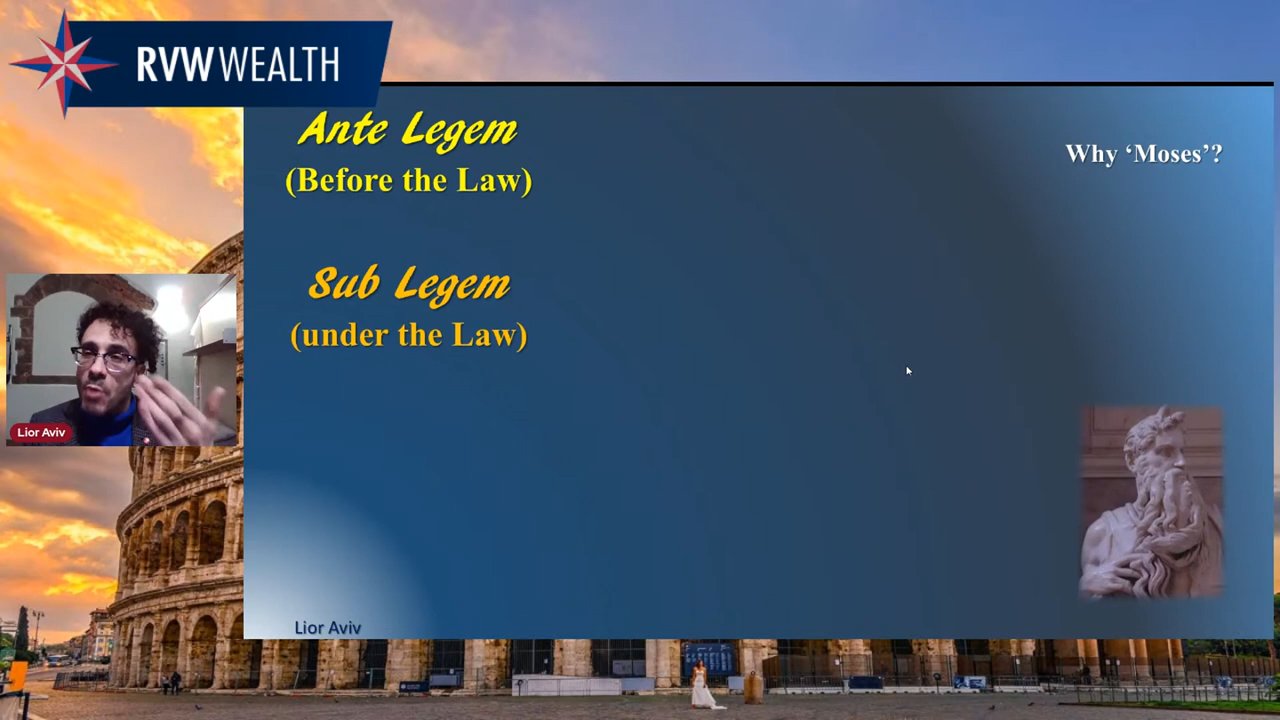 RVW WEALTH
Ante Legem
(Before the Law)
Why ‘Moses’?
Sub Legem
(under the Law)
Lior Aviv
Lior Aviv